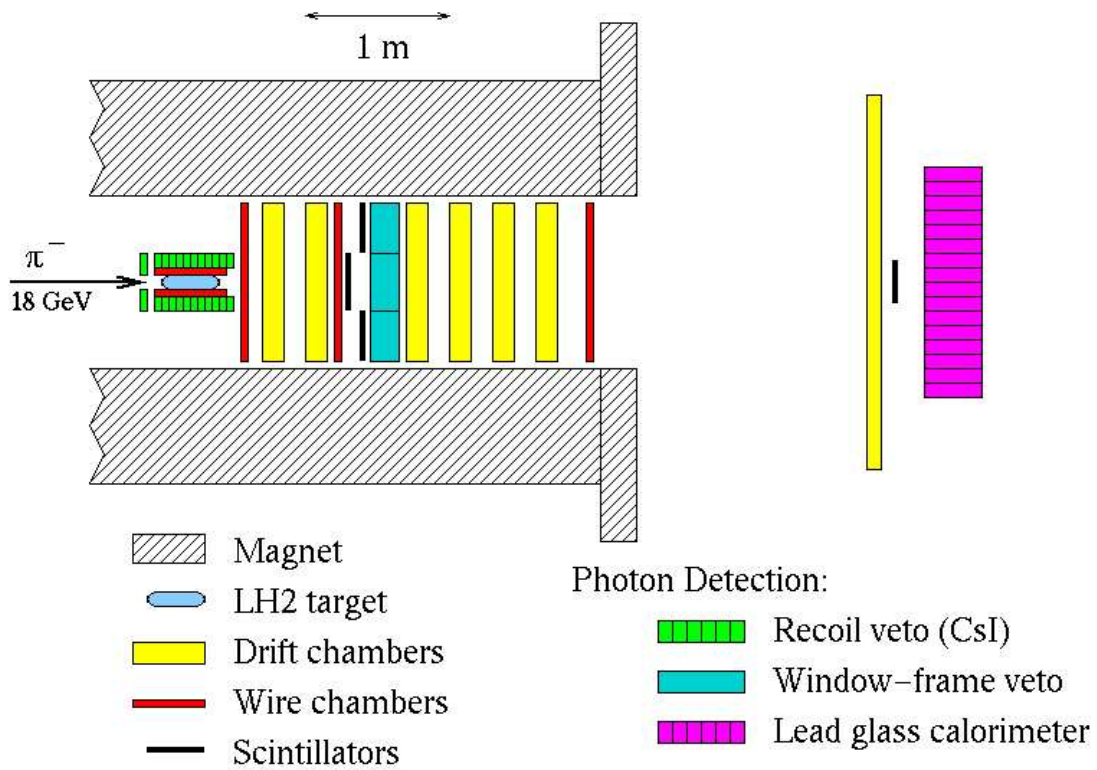 1 m
π⁻
18 GeV
Magnet
LH2 target
Drift chambers
Wire chambers
Scintillators
Photon Detection:
Recoil veto (CsI)
Window−frame veto
Lead glass calorimeter